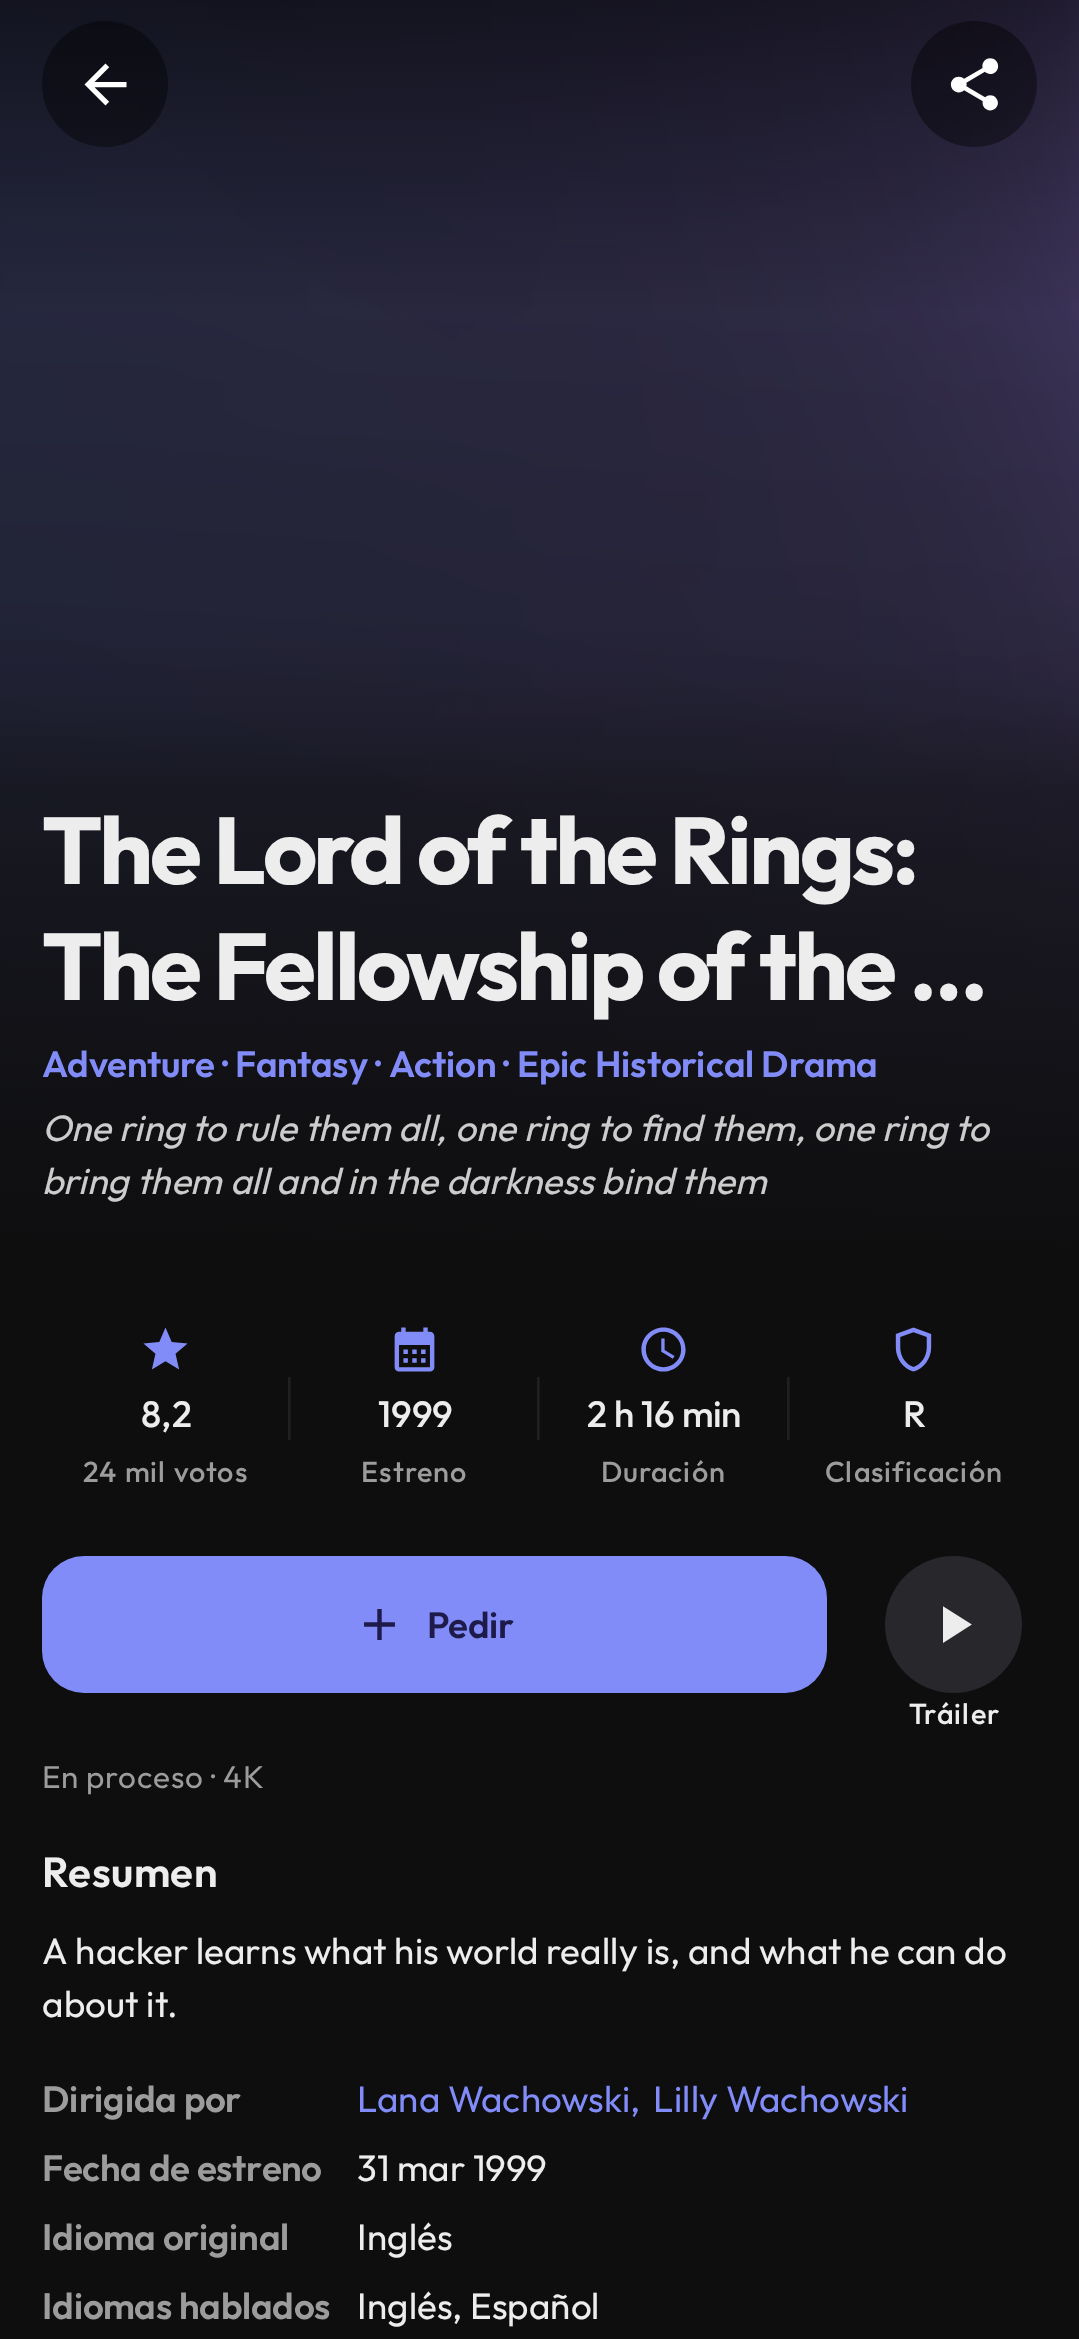 The Lord of the Rings:
The Fellowship of the ...
Adventure · Fantasy · Action · Epic Historical Drama
One ring to rule them all, one ring to find them, one ring to
bring them all and in the darkness bind them
8,2
24 mil votos
1999
Estreno
2 h 16 min
Duración
R
Clasificación
Pedir
Tráiler
En proceso · 4K
Resumen
A hacker learns what his world really is, and what he can do
about it.
Dirigida por Lana Wachowski, Lilly Wachowski
Fecha de estreno 31 mar 1999
Idioma original Inglés
Idiomas hablados Inglés, Español